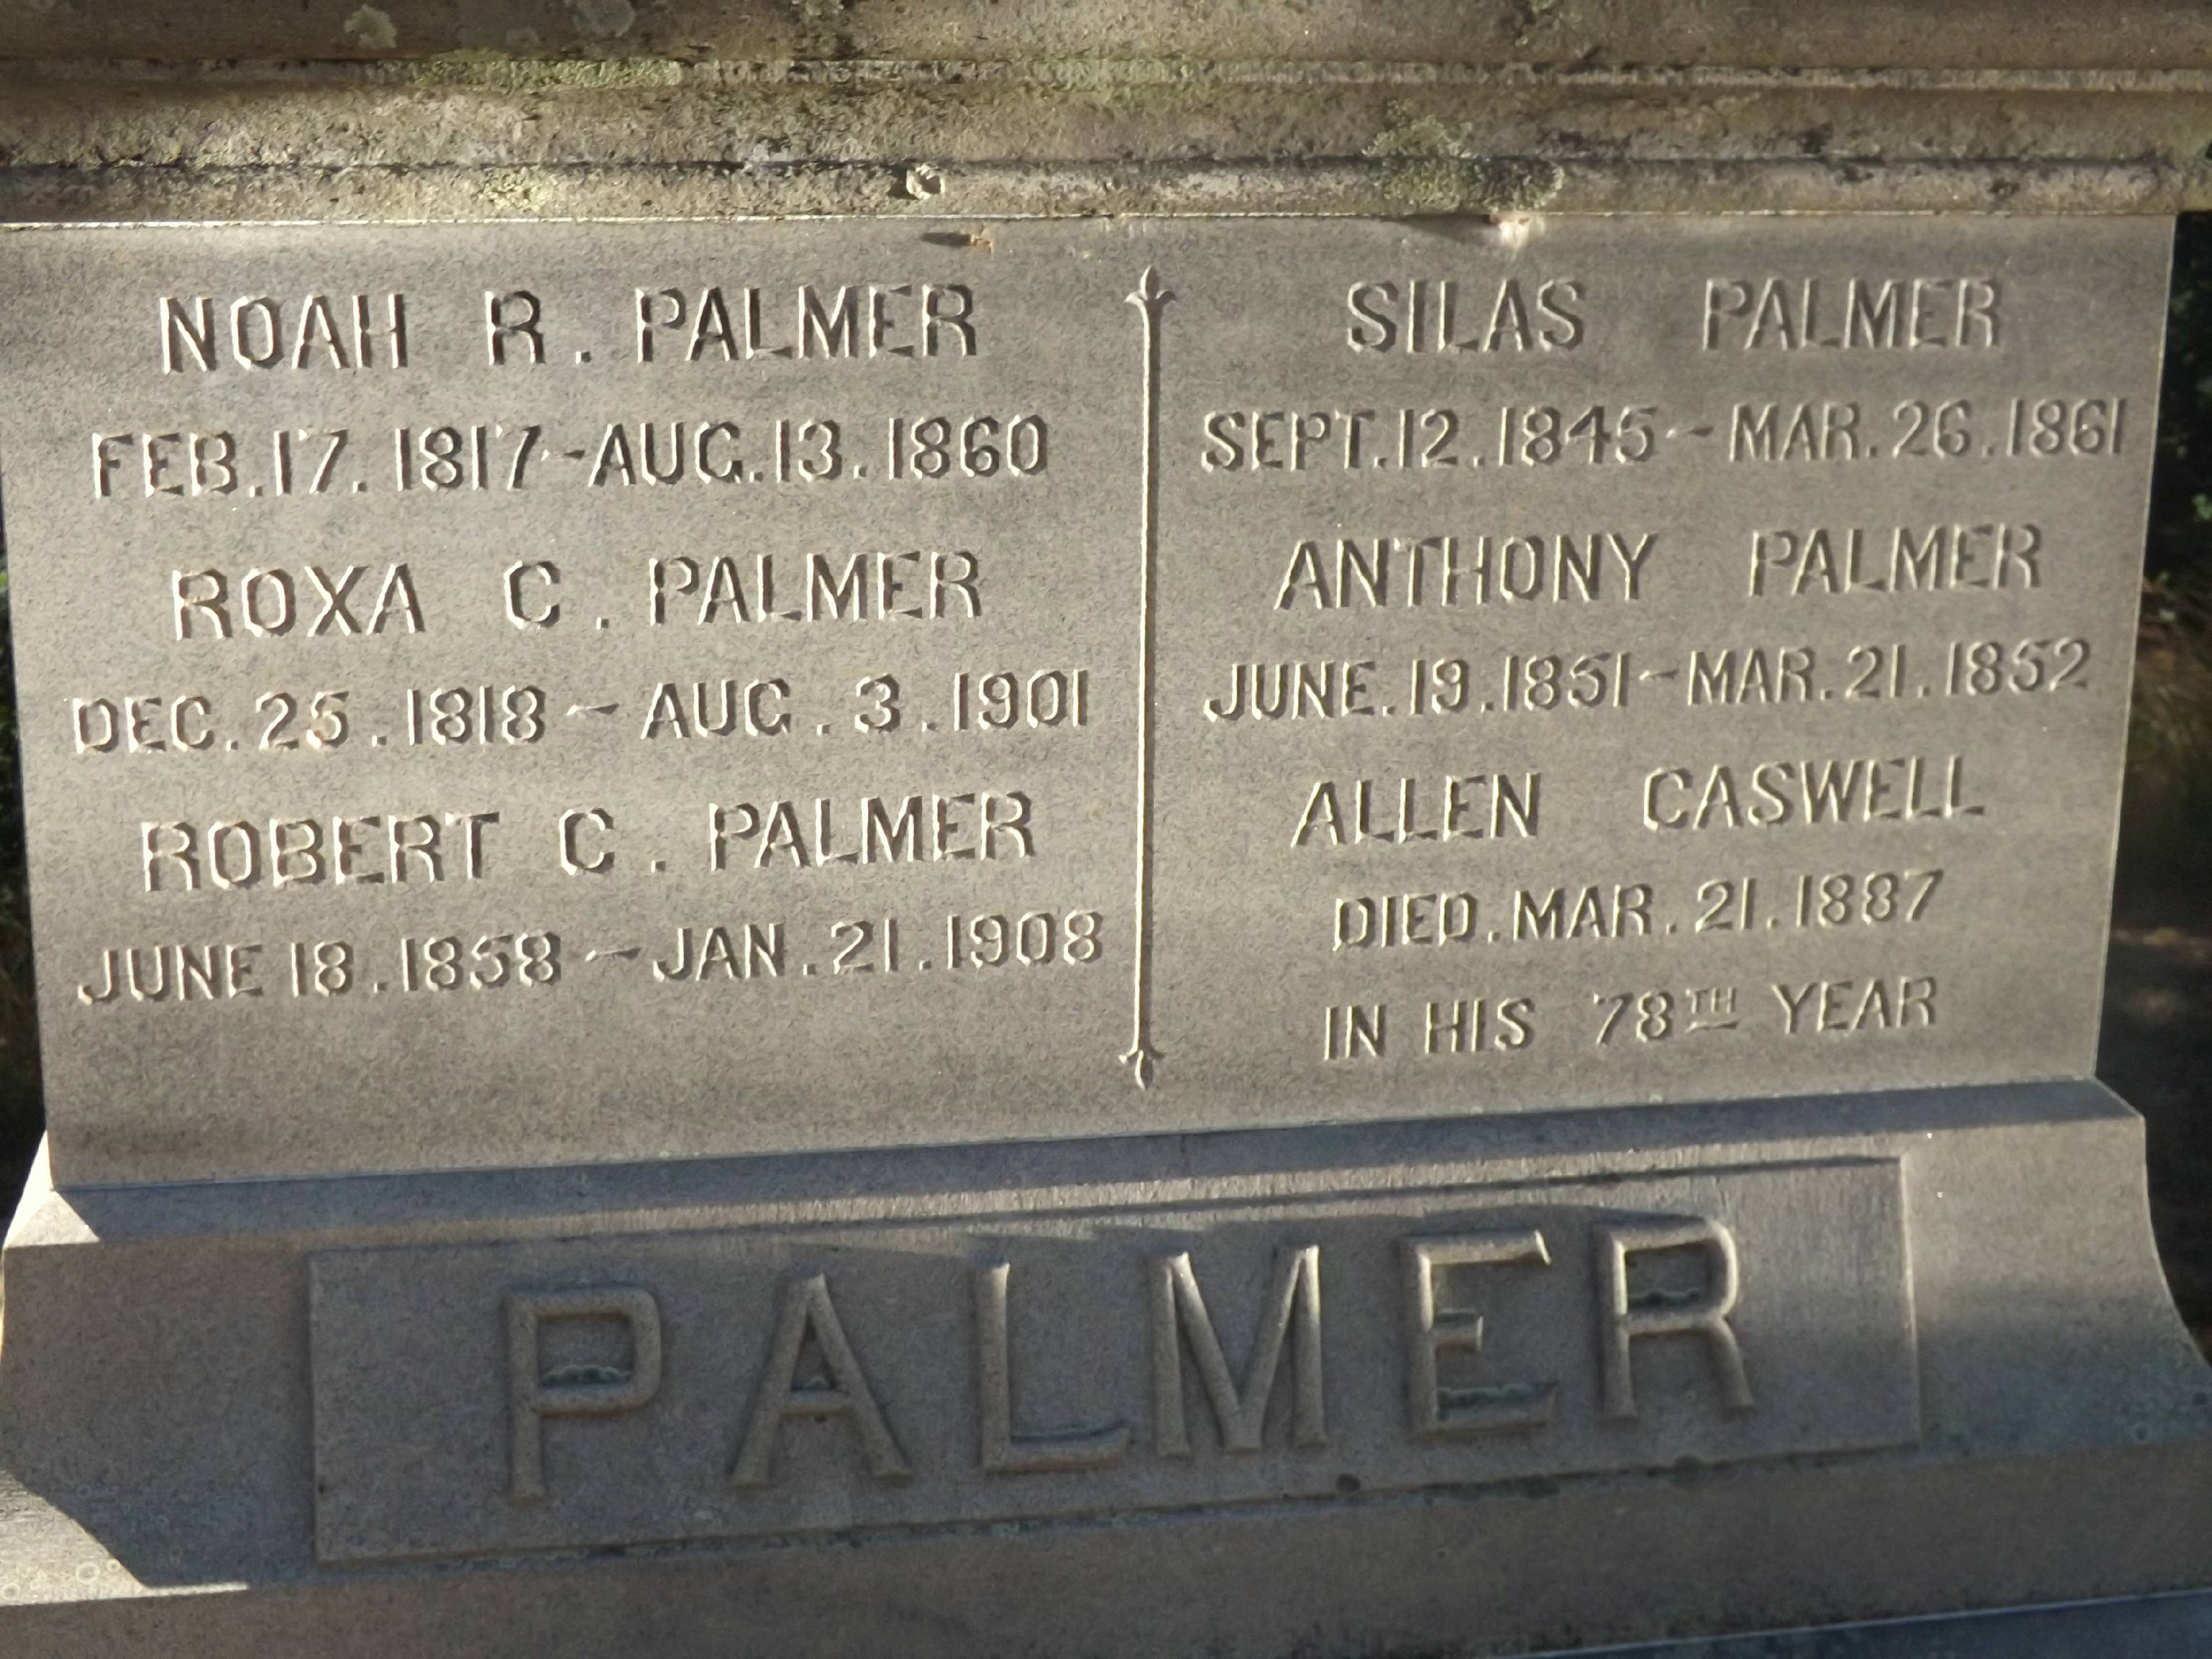 NOAH R. PALMER
FEB. 17. 1817 - AUG. 13. 1860
ROXA C. PALMER
DEC. 25. 1818 - AUG. 3. 1901
ROBERT C. PALMER
JUNE 18. 1858 - JAN. 21. 1908
SILAS PALMER
SEPT. 12. 1845 - MAR. 26. 1861
ANTHONY PALMER
JUNE. 19. 1851 - MAR. 21. 1852
ALLEN CASWELL
DIED. MAR. 21. 1887
IN HIS 78TH YEAR
PALMER